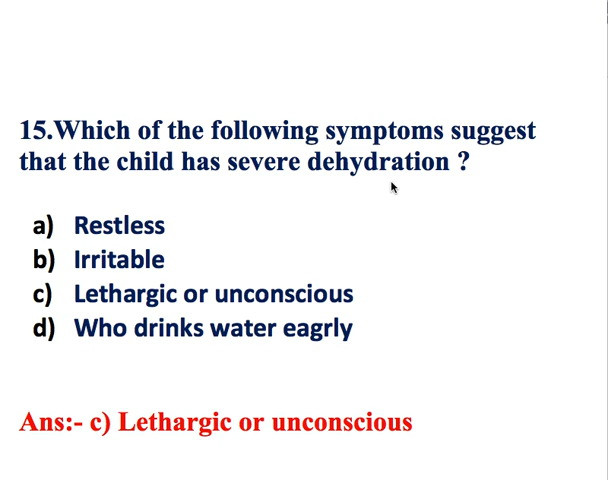 15.Which of the following symptoms suggest
that the child has severe dehydration ?
a) Restless
b) Irritable
c) Lethargic or unconscious
d) Who drinks water eagrly
Ans:- c) Lethargic or unconscious